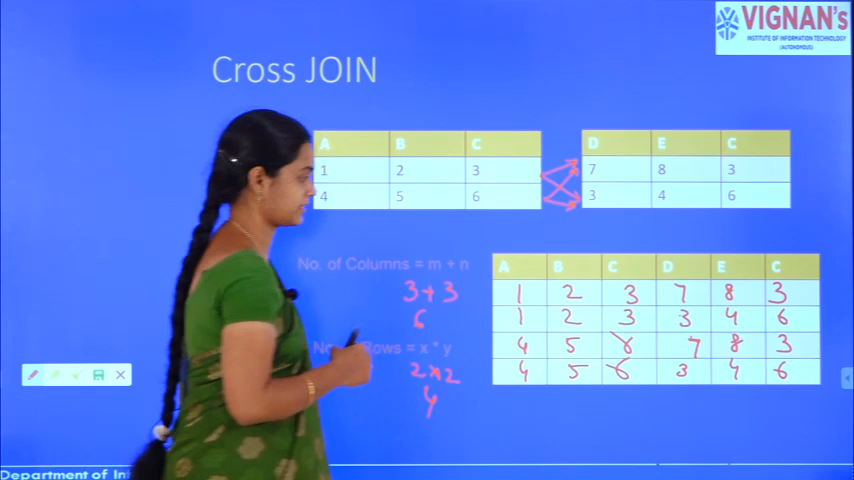 VIGNAN's
INSTITUTE OF INFORMATION TECHNOLOGY
(AUTONOMOUS)
Cross JOIN
A B C
1 2 3
4 5 6
D E C
7 8 3
3 4 6
No. of Columns = m + n
3 + 3
6
No. Rows = x * y
2 x 2
4
A B C D E C
1 2 3 7 8 3
1 2 3 3 4 6
4 5 6 7 8 3
4 5 6 3 4 6
Department of